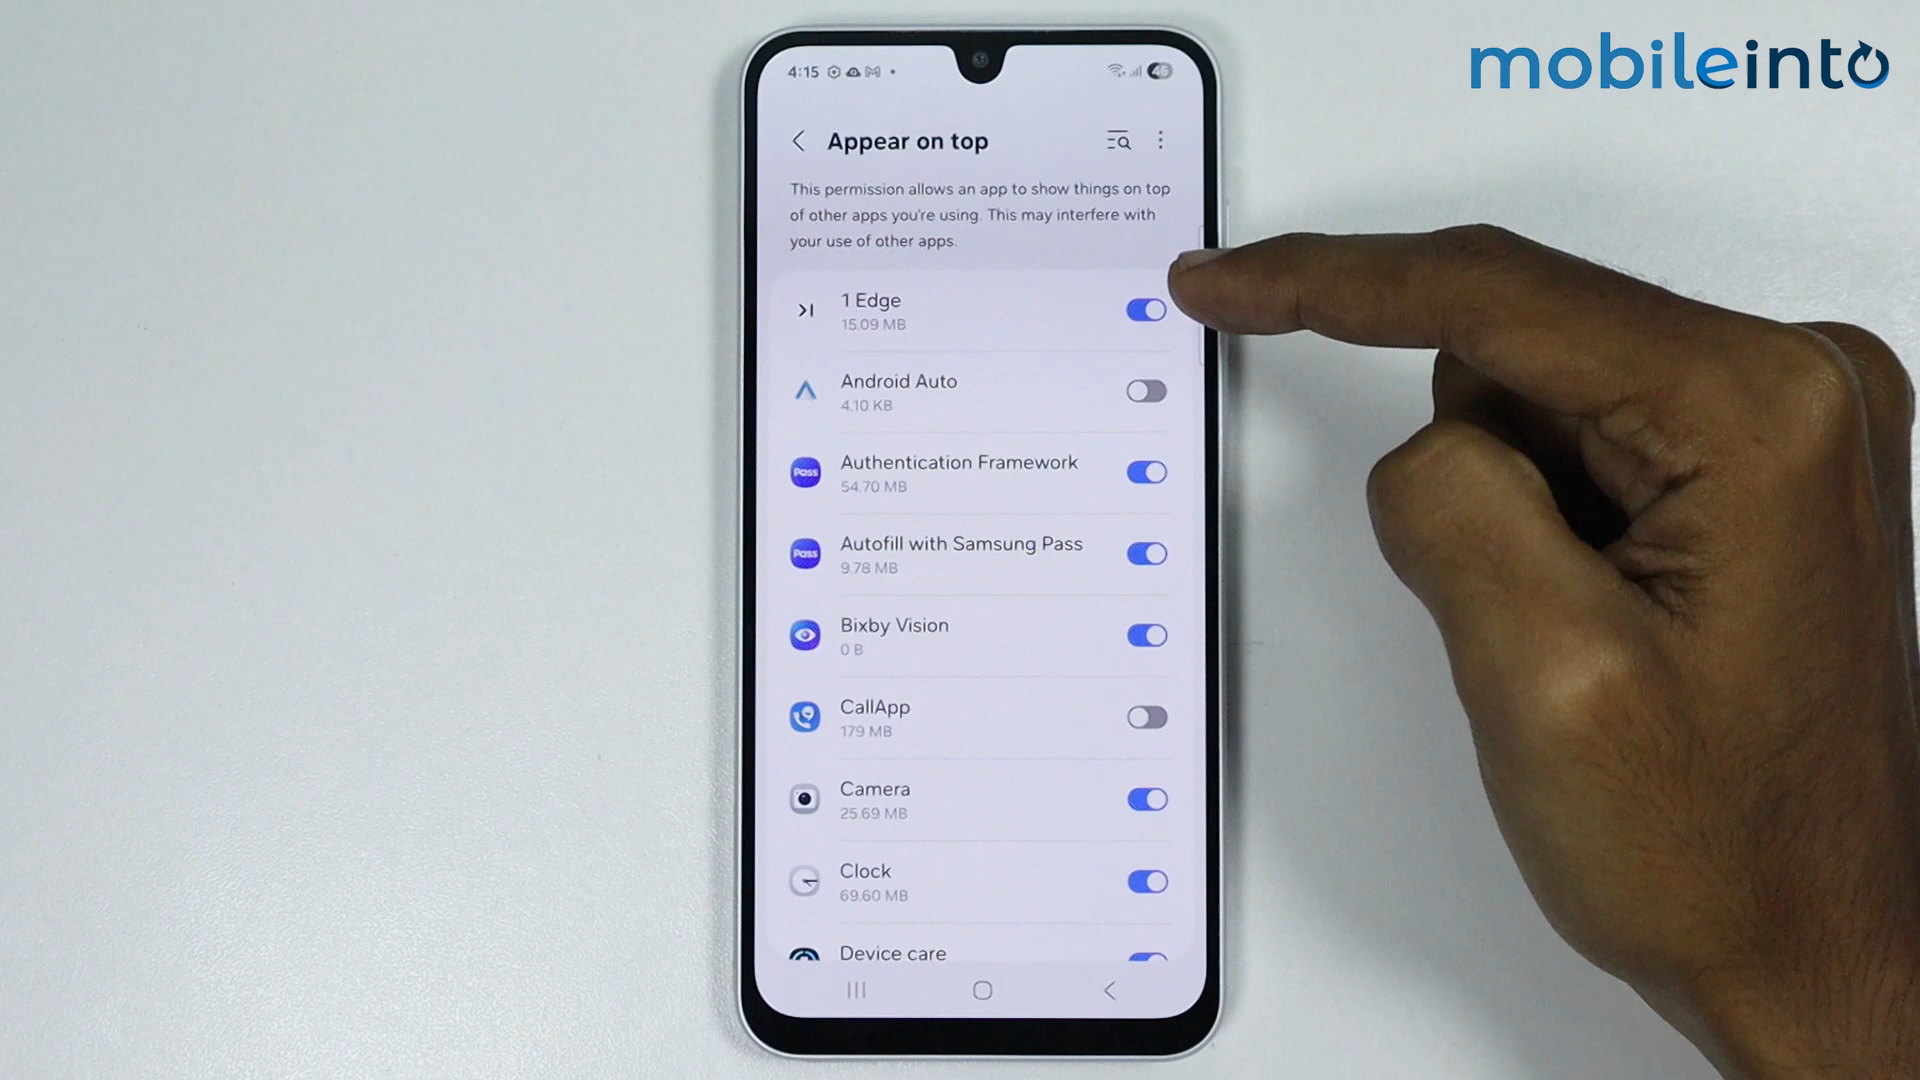 mobileinto
4:15
46
Appear on top
This permission allows an app to show things on top
of other apps you're using. This may interfere with
your use of other apps.
1 Edge
15.09 MB
Android Auto
4.10 KB
Pass
Authentication Framework
54.70 MB
Pass
Autofill with Samsung Pass
9.78 MB
Bixby Vision
0 B
CallApp
179 MB
Camera
25.69 MB
Clock
69.60 MB
Device care